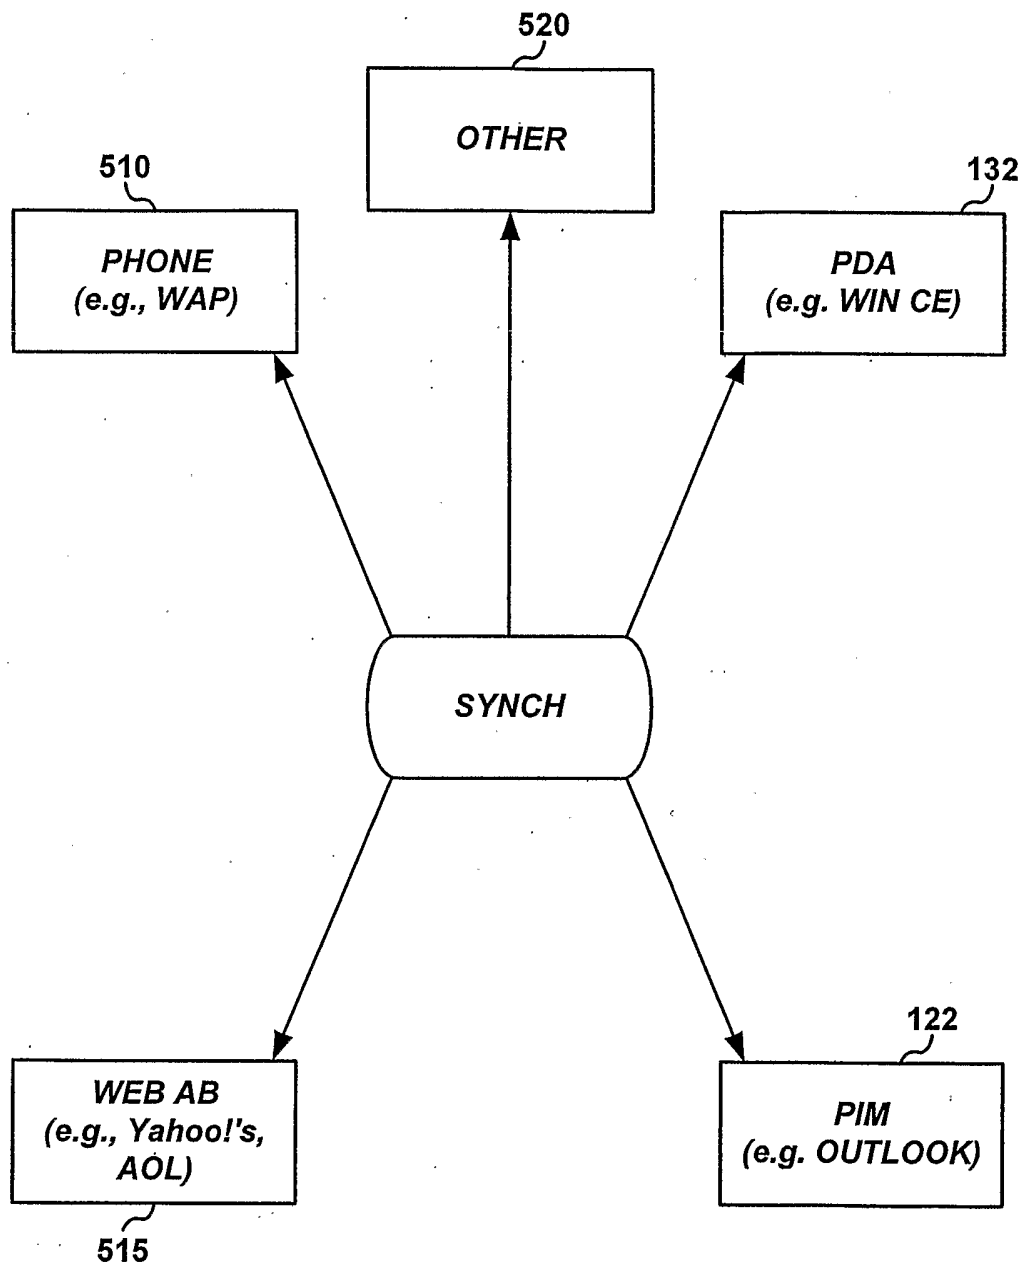 520
OTHER
510
PHONE
(e.g., WAP)
132
PDA
(e.g. WIN CE)
SYNCH
WEB AB
(e.g., Yahoo!'s,
AOL)
515
122
PIM
(e.g. OUTLOOK)